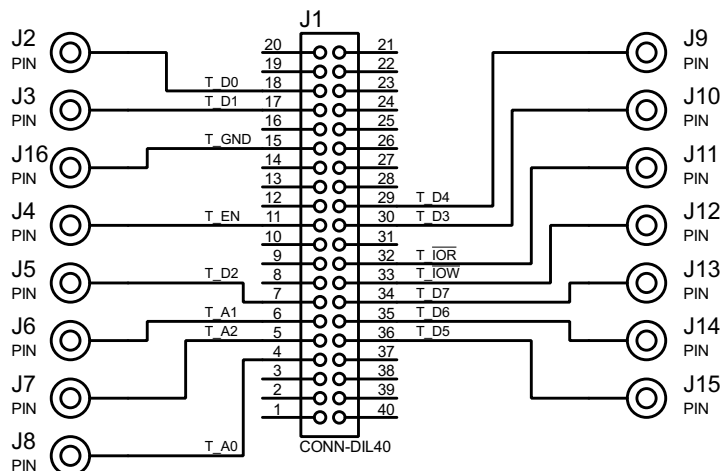 J1
J2
PIN
J3
PIN
J16
PIN
J4
PIN
J5
PIN
J6
PIN
J7
PIN
J8
PIN
T_D0
T_D1
T_GND
T_EN
T_D2
T_A1
T_A2
T_A0
20 21
19 22
18 23
17 24
16 25
15 26
14 27
13 28
12 29
11 30
10 31
9 32
8 33
7 34
6 35
5 36
4 37
3 38
2 39
1 40
CONN-DIL40
T_D4
T_D3
T_IOR
T_IOW
T_D7
T_D6
T_D5
J9
PIN
J10
PIN
J11
PIN
J12
PIN
J13
PIN
J14
PIN
J15
PIN